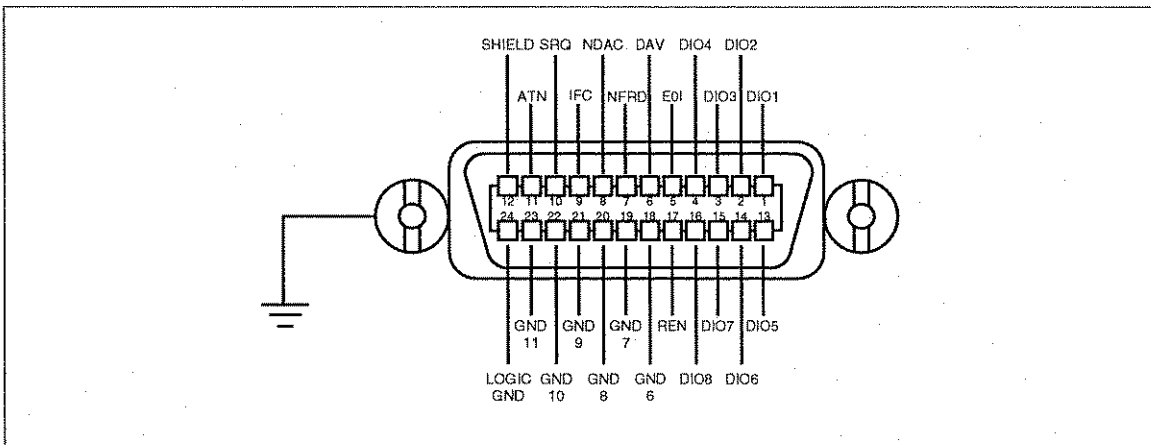 SHIELD SRQ NDAC DAV DIO4 DIO2
ATN IFC NFRD E0I DIO3 DIO1
12 11 10 9 8 7 6 5 4 3 2 1
24 23 22 21 20 19 18 17 16 15 14 13
GND GND GND REN DIO7 DIO5
11 9 7
LOGIC GND GND GND DIO8 DIO6
GND 10 8 6